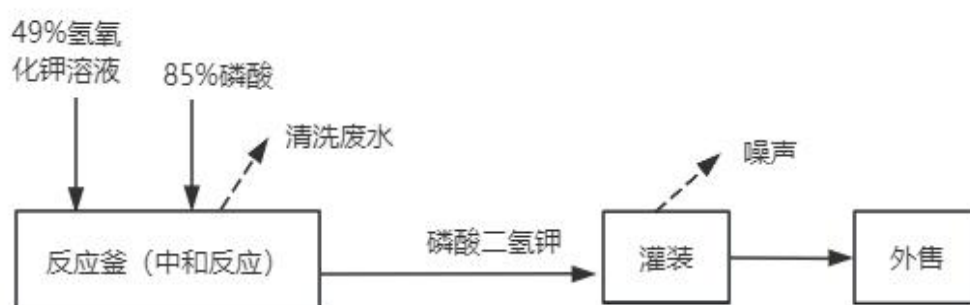 49%氢氧
化钾溶液
85%磷酸
清洗废水
噪声
反应釜（中和反应）
磷酸二氢钾
灌装
外售